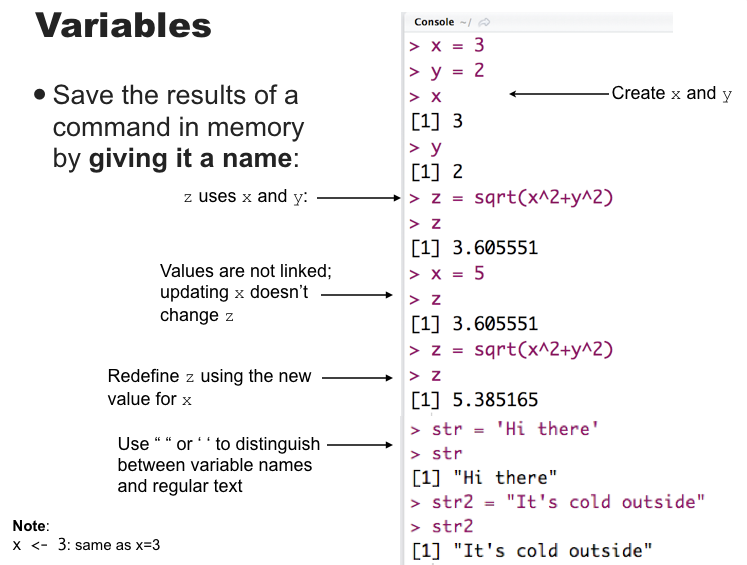 Variables
• Save the results of a
command in memory
by giving it a name:
z uses x and y:
Values are not linked;
updating x doesn’t
change z
Redefine z using the new
value for x
Use “ “ or ‘ ‘ to distinguish
between variable names
and regular text
Note:
x <- 3: same as x=3
Console ~/
> x = 3
> y = 2
> x
[1] 3
> y
[1] 2
> z = sqrt(x^2+y^2)
> z
[1] 3.605551
> x = 5
> z
[1] 3.605551
> z = sqrt(x^2+y^2)
> z
[1] 5.385165
> str = 'Hi there'
> str
[1] "Hi there"
> str2 = "It's cold outside"
> str2
[1] "It's cold outside"
Create x and y